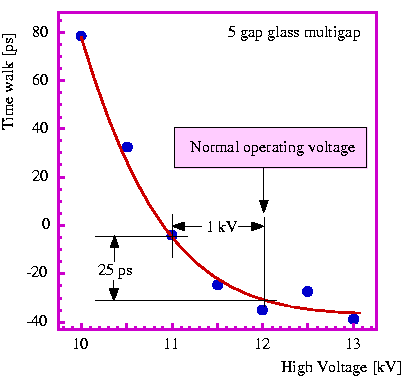 Time walk [ps]
5 gap glass multigap
80
60
40
20
0
-20
-40
Normal operating voltage
1 kV
25 ps
10
11
12
13
High Voltage [kV]